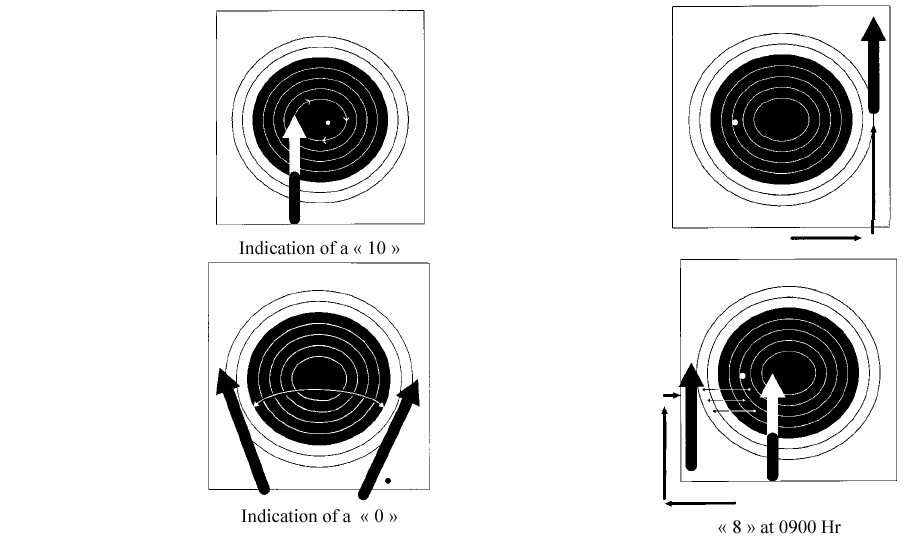 Indication of a « 10 »
Indication of a « 0 »
« 8 » at 0900 Hr